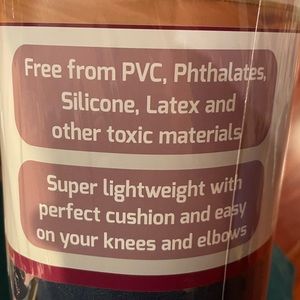 Free from PVC, Phthalates,
Silicone, Latex and
other toxic materials
Super lightweight with
perfect cushion and easy
on your knees and elbows